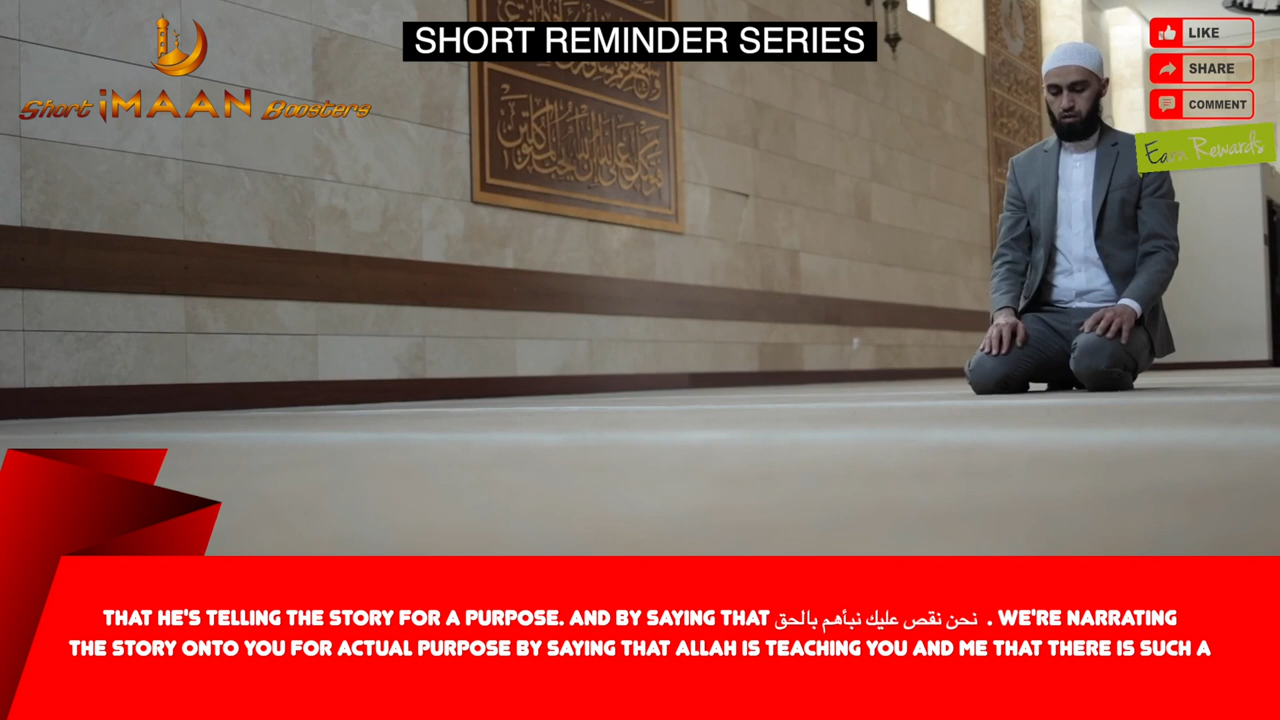 SHORT REMINDER SERIES
Short iMAAN Boosters
LIKE
SHARE
COMMENT
Earn Rewards
THAT HE'S TELLING THE STORY FOR A PURPOSE. AND BY SAYING THAT نحن نقص عليك نبأهم بالحق . WE'RE NARRATING
THE STORY ONTO YOU FOR ACTUAL PURPOSE BY SAYING THAT ALLAH IS TEACHING YOU AND ME THAT THERE IS SUCH A